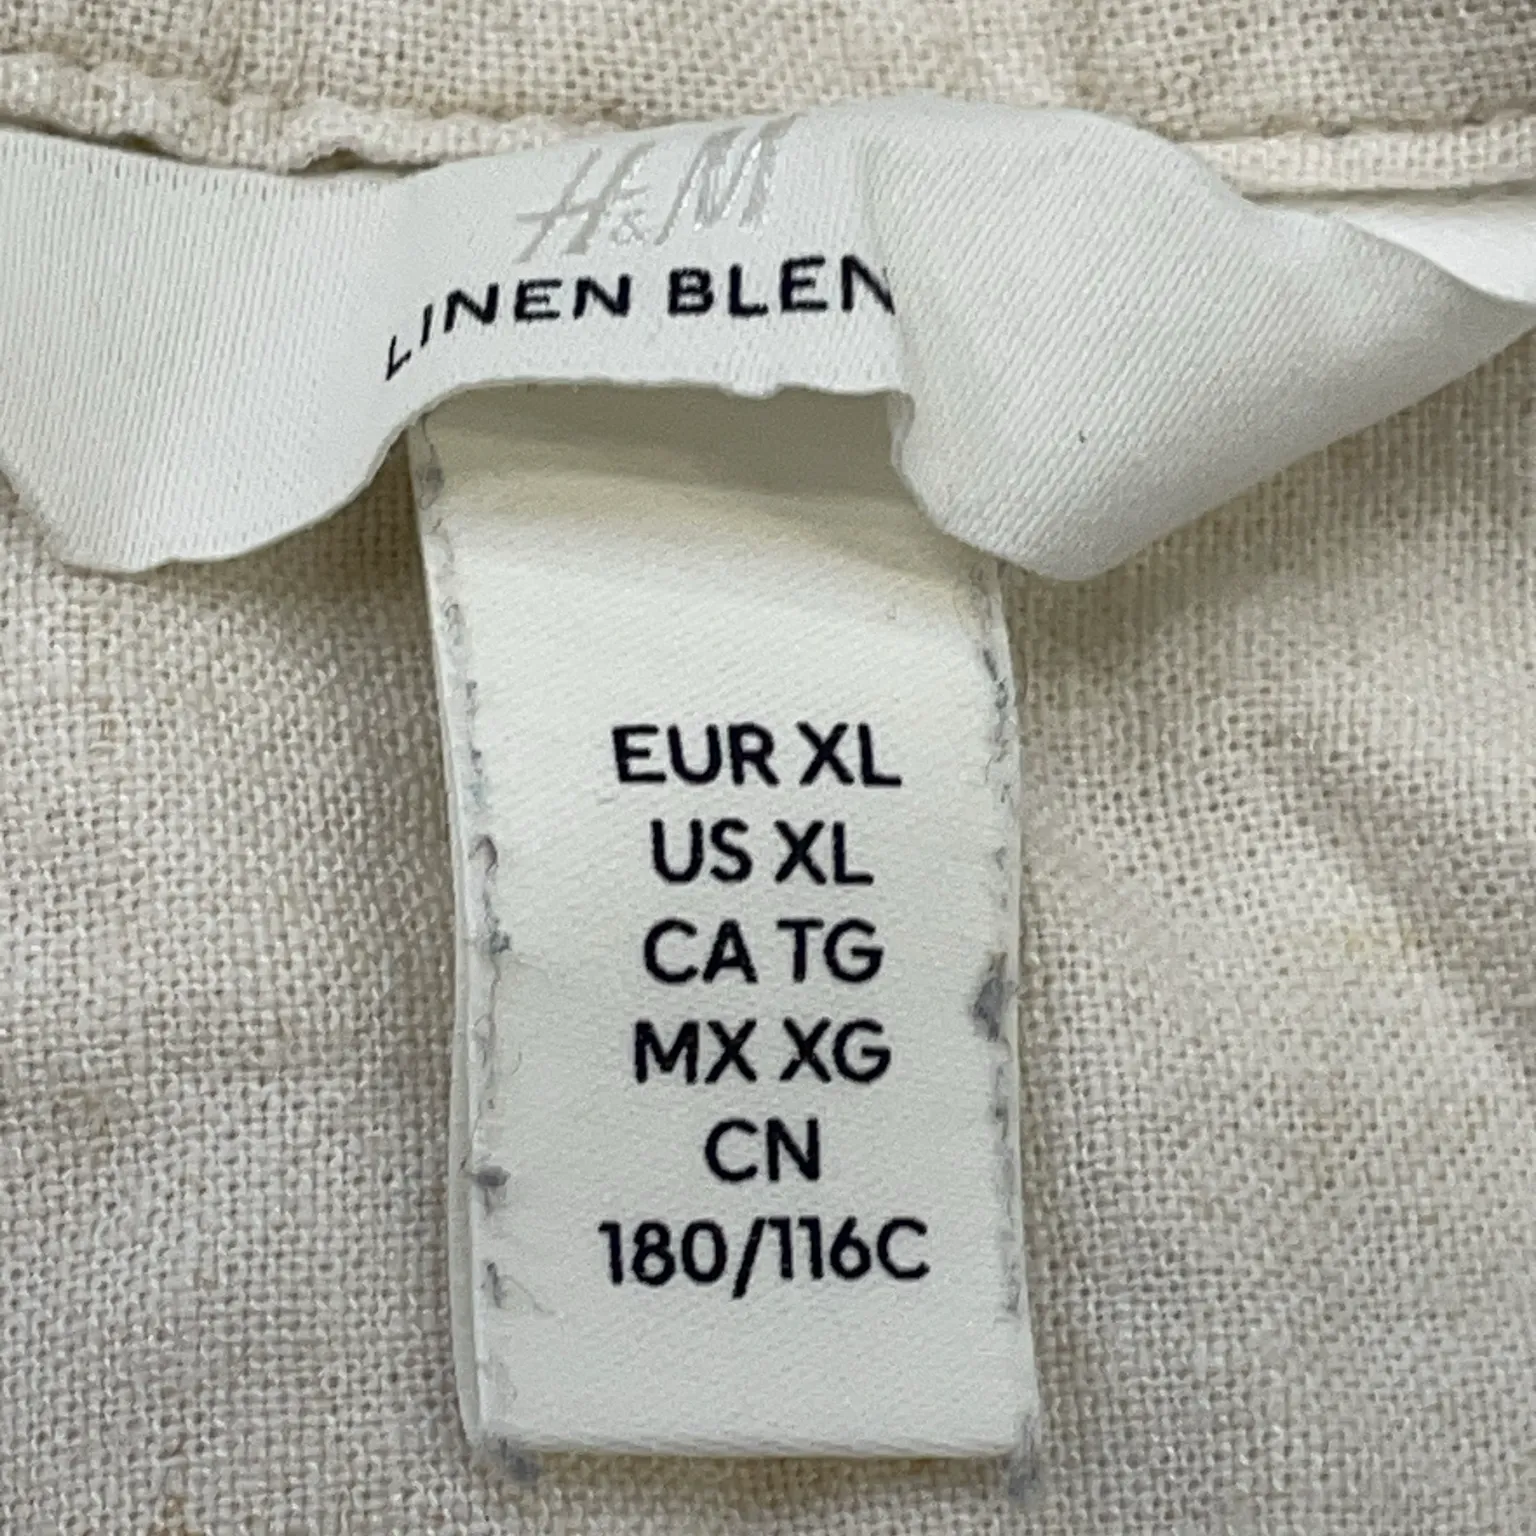 H&M
LINEN BLEN
EUR XL
US XL
CA TG
MX XG
CN
180/116C